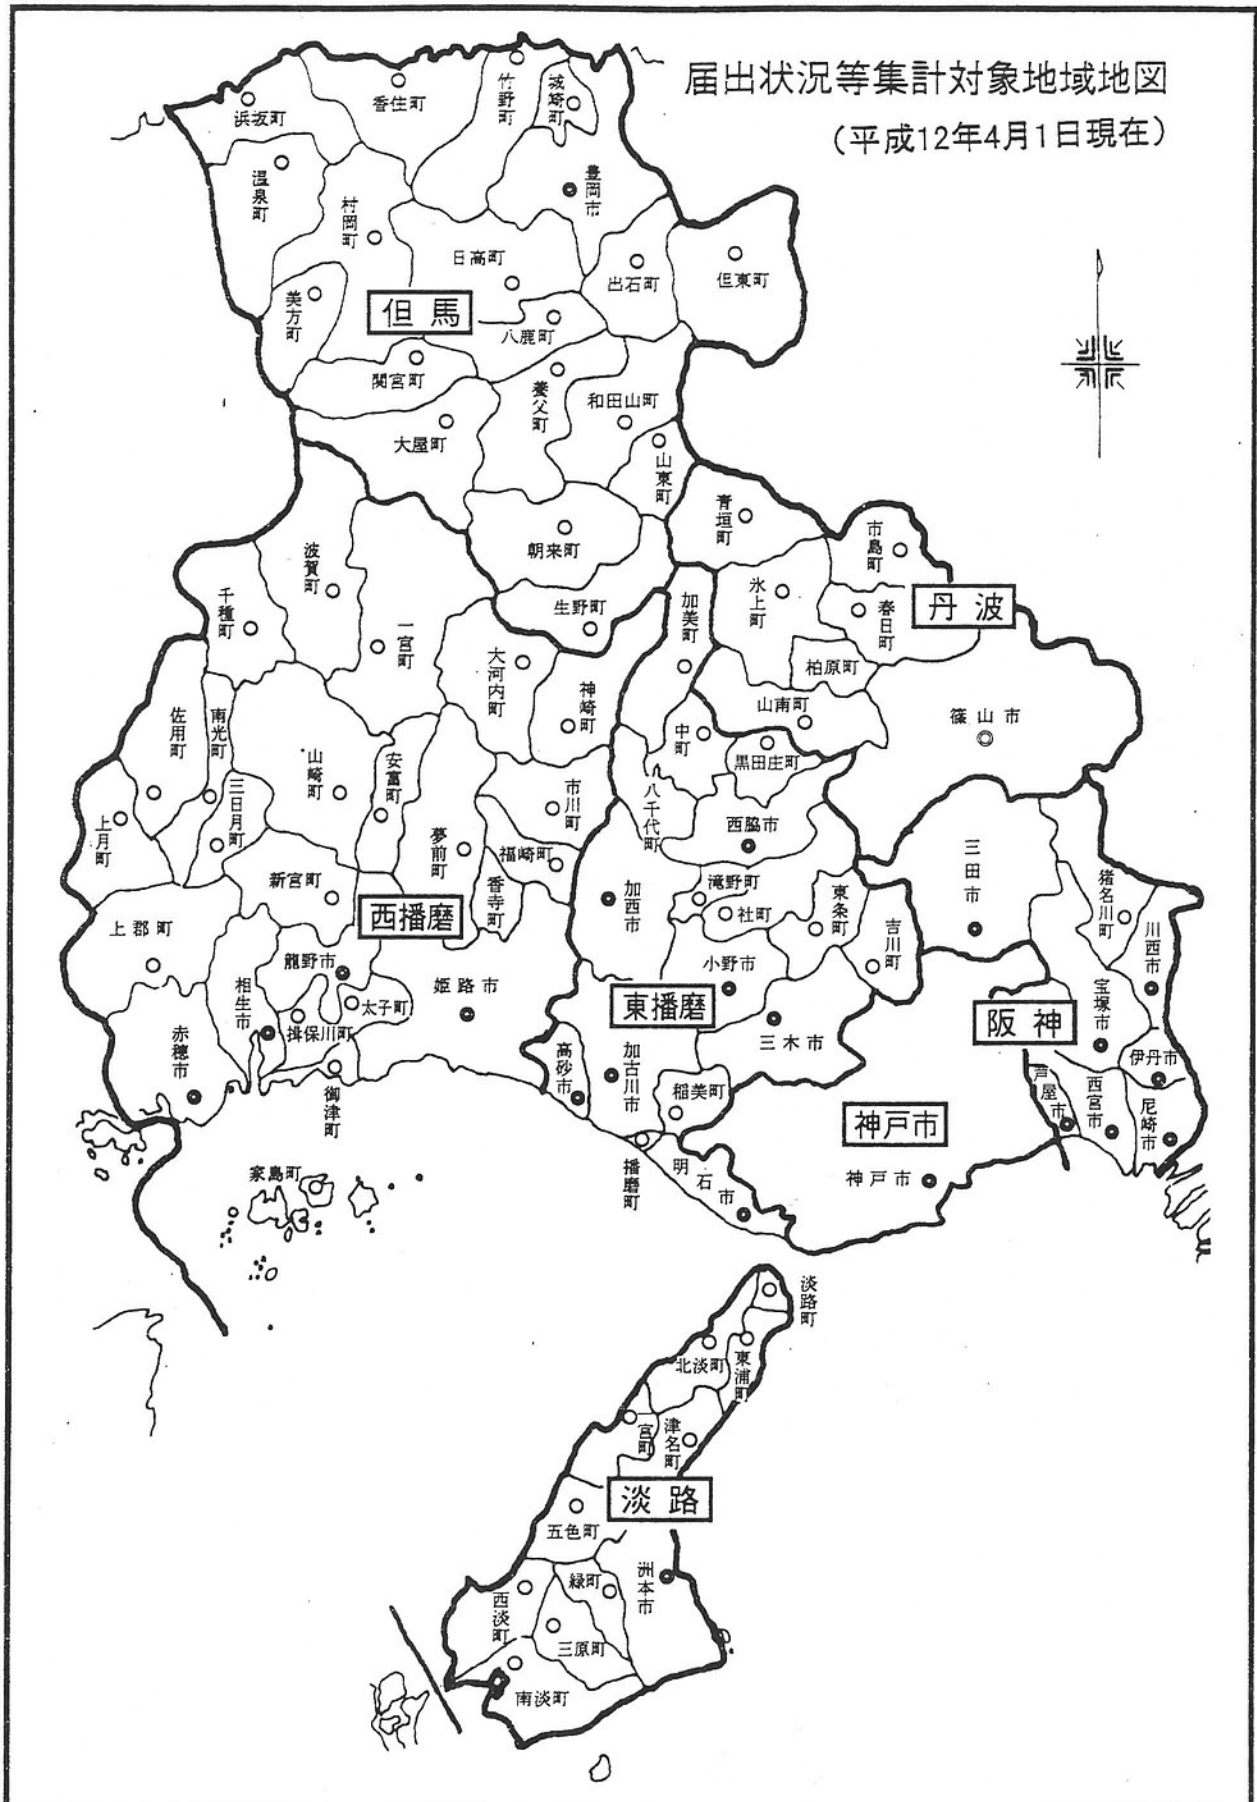 届出状況等集計対象地域地図
（平成12年4月1日現在）
浜坂町
香住町
竹野町
城崎町
温泉町
村岡町
豊岡市
日高町
出石町
但東町
美方町
但馬
八鹿町
関宮町
養父町
和田山町
大屋町
山東町
朝来町
生野町
青垣町
市島町
氷上町
春日町
丹波
柏原町
山南町
篠山市
波賀町
千種町
一宮町
大河内町
神崎町
加美町
中町
黒田庄町
佐用町
南光町
山崎町
安富町
市川町
八千代町
西脇市
上月町
三日月町
夢前町
福崎町
新宮町
香寺町
西播磨
加西市
滝野町
社町
東条町
吉川町
三田市
猪名川町
川西市
上郡町
相生市
龍野市
太子町
姫路市
小野市
東播磨
阪神
宝塚市
赤穂市
揖保川町
御津町
高砂市
加古川市
三木市
稲美町
伊丹市
芦屋市
西宮市
尼崎市
神戸市
家島町
播磨町
明石市
神戸市
淡路町
北淡町
東浦町
一宮町
津名町
淡路
五色町
緑町
洲本市
西淡町
三原町
南淡町